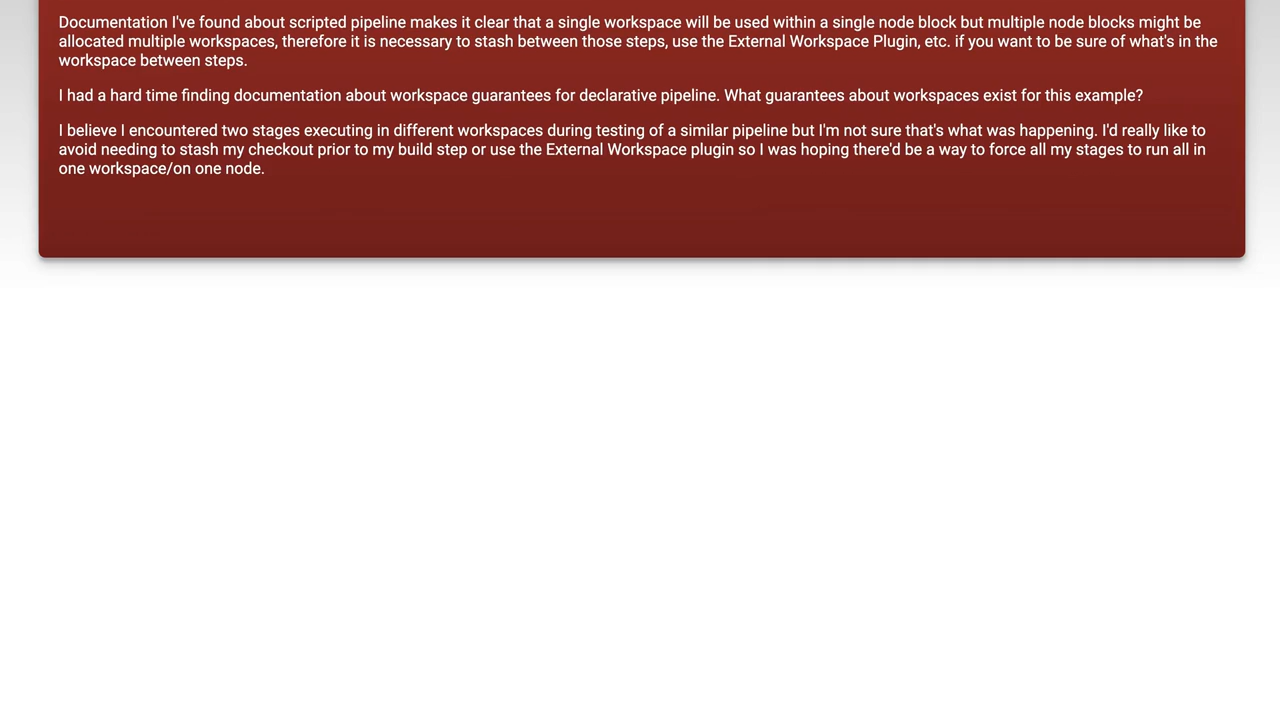 Documentation I've found about scripted pipeline makes it clear that a single workspace will be used within a single node block but multiple node blocks might be
allocated multiple workspaces, therefore it is necessary to stash between those steps, use the External Workspace Plugin, etc. if you want to be sure of what's in the
workspace between steps.
I had a hard time finding documentation about workspace guarantees for declarative pipeline. What guarantees about workspaces exist for this example?
I believe I encountered two stages executing in different workspaces during testing of a similar pipeline but I'm not sure that's what was happening. I'd really like to
avoid needing to stash my checkout prior to my build step or use the External Workspace plugin so I was hoping there'd be a way to force all my stages to run all in
one workspace/on one node.